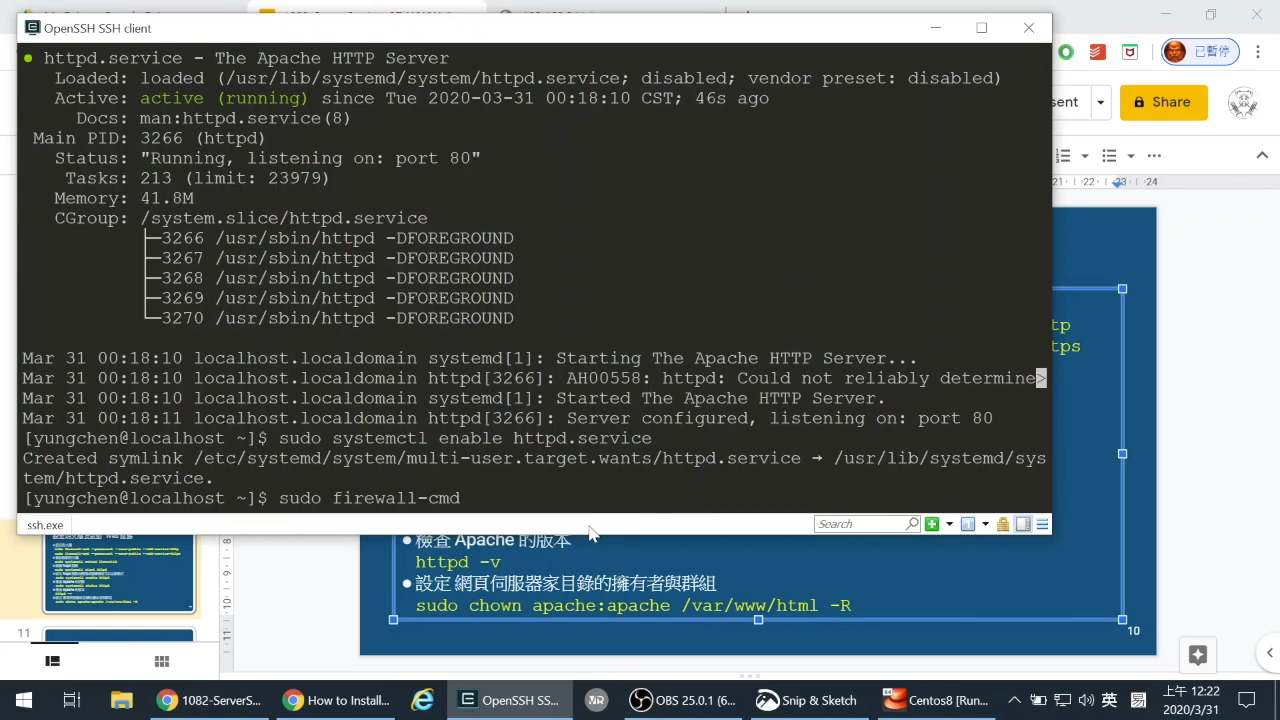 OpenSSH SSH client
● httpd.service - The Apache HTTP Server
Loaded: loaded (/usr/lib/systemd/system/httpd.service; disabled; vendor preset: disabled)
Active: active (running) since Tue 2020-03-31 00:18:10 CST; 46s ago
Docs: man:httpd.service(8)
Main PID: 3266 (httpd)
Status: "Running, listening on: port 80"
Tasks: 213 (limit: 23979)
Memory: 41.8M
CGroup: /system.slice/httpd.service
├─3266 /usr/sbin/httpd -DFOREGROUND
├─3267 /usr/sbin/httpd -DFOREGROUND
├─3268 /usr/sbin/httpd -DFOREGROUND
├─3269 /usr/sbin/httpd -DFOREGROUND
└─3270 /usr/sbin/httpd -DFOREGROUND
Mar 31 00:18:10 localhost.localdomain systemd[1]: Starting The Apache HTTP Server...
Mar 31 00:18:10 localhost.localdomain httpd[3266]: AH00558: httpd: Could not reliably determine>
Mar 31 00:18:10 localhost.localdomain systemd[1]: Started The Apache HTTP Server.
Mar 31 00:18:11 localhost.localdomain httpd[3266]: Server configured, listening on: port 80
[yungchen@localhost ~]$ sudo systemctl enable httpd.service
Created symlink /etc/systemd/system/multi-user.target.wants/httpd.service → /usr/lib/systemd/sys
tem/httpd.service.
[yungchen@localhost ~]$ sudo firewall-cmd
ssh.exe
Search
已暫停
sent
Share
21 22 23 24
tp
tps
● 檢查 Apache 的版本
httpd -v
● 設定 網頁伺服器家目錄的擁有者與群組
sudo chown apache:apache /var/www/html -R
10
8 9 10 11
11
1082-ServerS...
How to Install...
OpenSSH SS...
OBS 25.0.1 (6...
Snip & Sketch
Centos8 [Run...
英
上午 12:22
2020/3/31